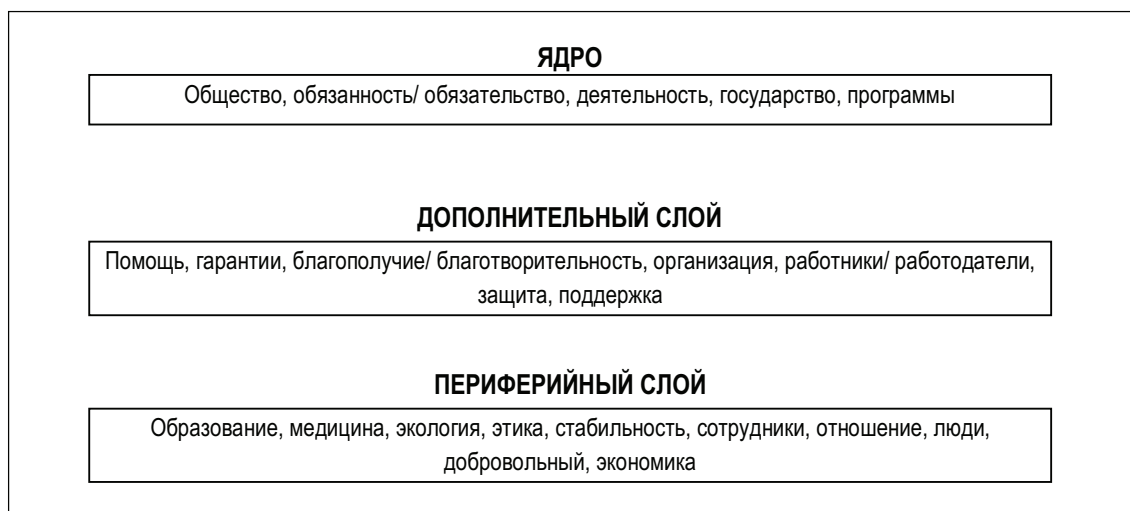 ЯДРО
Общество, обязанность/ обязательство, деятельность, государство, программы
ДОПОЛНИТЕЛЬНЫЙ СЛОЙ
Помощь, гарантии, благополучие/ благотворительность, организация, работники/ работодатели,
защита, поддержка
ПЕРИФЕРИЙНЫЙ СЛОЙ
Образование, медицина, экология, этика, стабильность, сотрудники, отношение, люди,
добровольный, экономика